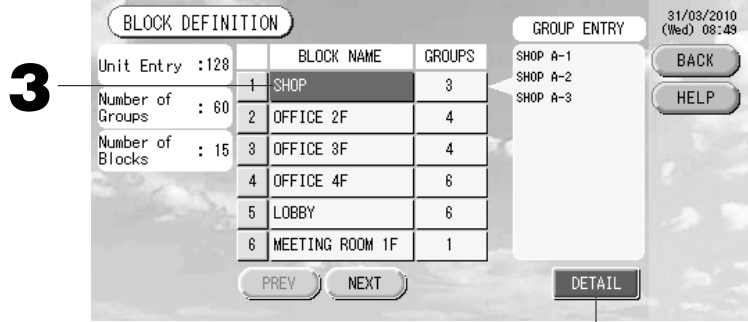 BLOCK DEFINITION
31/03/2010
(Wed) 08:49
3
Unit Entry :128
Number of
Groups : 60
Number of
Blocks : 15
BLOCK NAME GROUPS
1 SHOP 3
2 OFFICE 2F 4
3 OFFICE 3F 4
4 OFFICE 4F 6
5 LOBBY 6
6 MEETING ROOM 1F 1
PREV NEXT
GROUP ENTRY
SHOP A-1
SHOP A-2
SHOP A-3
DETAIL
BACK
HELP